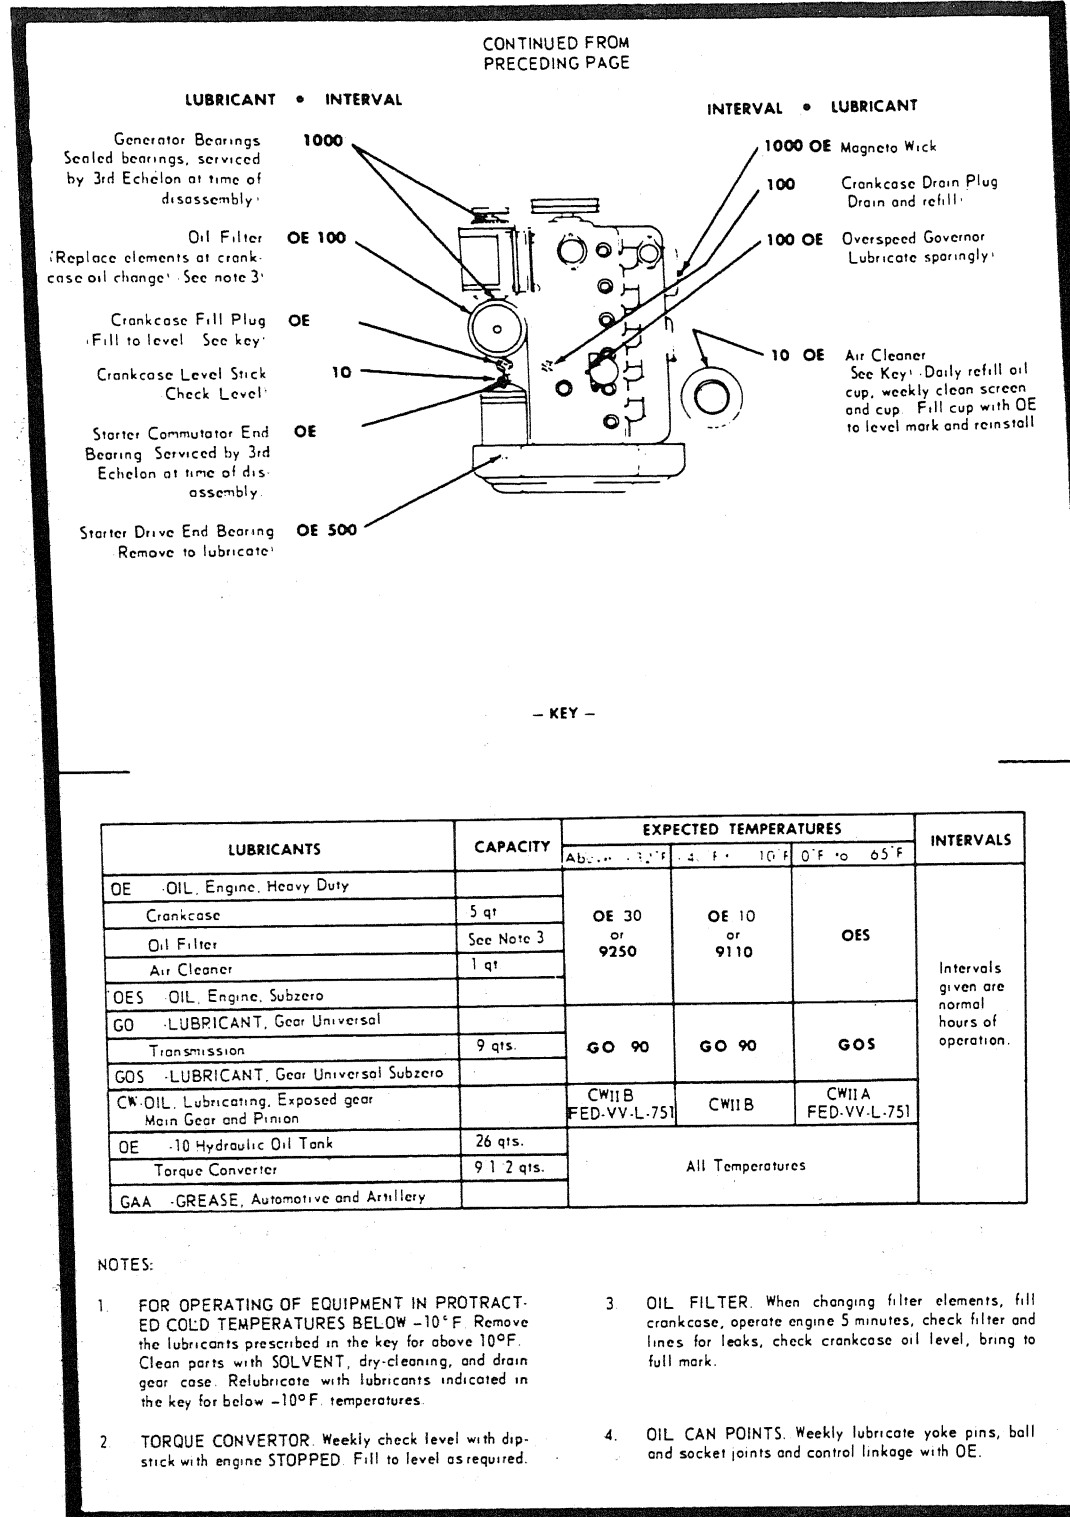 CONTINUED FROM
PRECEDING PAGE
LUBRICANT • INTERVAL
Generator Bearings 1000
Sealed bearings, serviced
by 3rd Echelon at time of
disassembly
Oil Filter OE 100
Replace elements at crank-
case oil change See note 3
Crankcase Fill Plug OE
Fill to level See key
Crankcase Level Stick 10
Check Level
Starter Commutator End OE
Bearing Serviced by 3rd
Echelon at time of dis-
assembly.
Starter Drive End Bearing OE 500
Remove to lubricate
INTERVAL • LUBRICANT
1000 OE Magneto Wick
100 Crankcase Drain Plug
Drain and refill
100 OE Overspeed Governor
Lubricate sparingly
10 OE Air Cleaner
See Key Daily refill oil
cup, weekly clean screen
and cup Fill cup with OE
to level mark and reinstall
– KEY –
LUBRICANTS CAPACITY EXPECTED TEMPERATURES INTERVALS
Above 32°F 10°F 0°F to 65°F
OE -OIL, Engine, Heavy Duty
Crankcase 5 qt
Oil Filter See Note 3
Air Cleaner 1 qt
OES -OIL, Engine, Subzero
OE 30
or
9250
OE 10
or
9110
OES
GO -LUBRICANT, Gear Universal
Transmission 9 qts. GO 90 GO 90 GOS
GOS -LUBRICANT, Gear Universal Subzero
CW-OIL, Lubricating, Exposed gear
Main Gear and Pinion
CWII B
FED-VV-L-751
CWII B
CWII A
FED-VV-L-751
OE -10 Hydraulic Oil Tank 26 qts.
Torque Converter 9 1 2 qts. All Temperatures
GAA -GREASE, Automotive and Artillery
Intervals
given are
normal
hours of
operation.
NOTES:
1. FOR OPERATING OF EQUIPMENT IN PROTRACT-
ED COLD TEMPERATURES BELOW –10°F. Remove
the lubricants prescribed in the key for above 10°F.
Clean parts with SOLVENT, dry-cleaning, and drain
gear case. Relubricate with lubricants indicated in
the key for below –10°F. temperatures
2. TORQUE CONVERTOR. Weekly check level with dip-
stick with engine STOPPED. Fill to level as required.
3. OIL FILTER. When changing filter elements, fill
crankcase, operate engine 5 minutes, check filter and
lines for leaks, check crankcase oil level, bring to
full mark.
4. OIL CAN POINTS. Weekly lubricate yoke pins, ball
and socket joints and control linkage with OE.